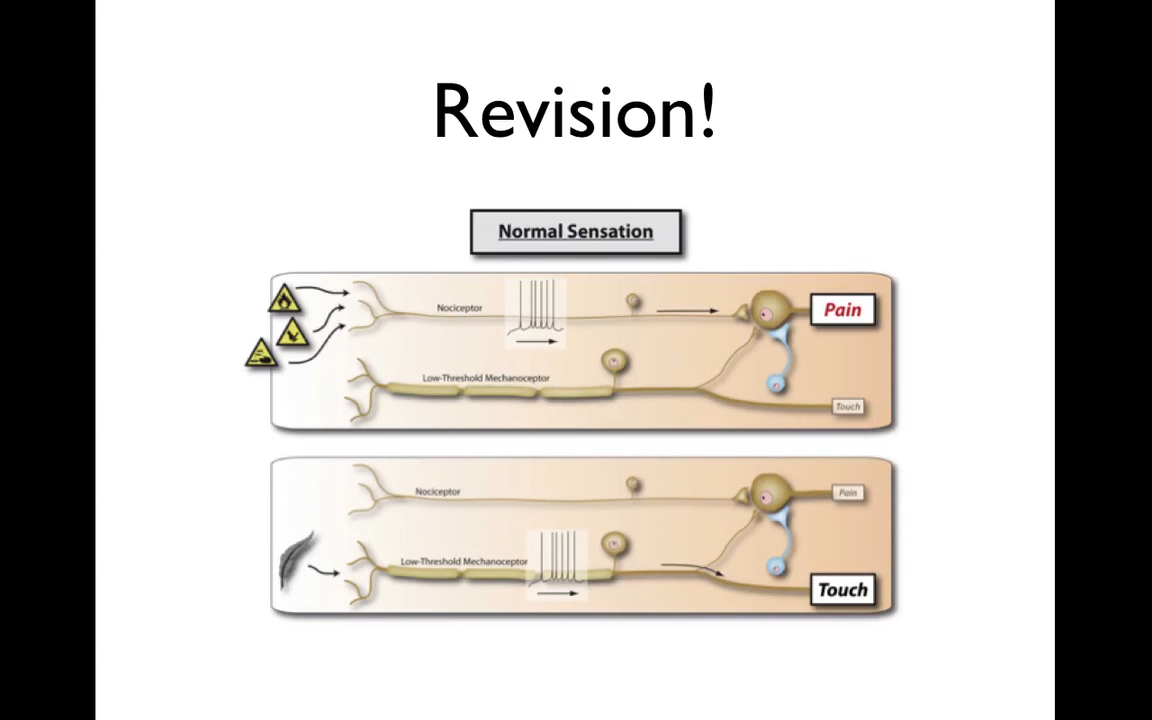 Revision!
Normal Sensation
Nociceptor
Pain
Low-Threshold Mechanoceptor
Touch
Nociceptor
Pain
Low-Threshold Mechanoceptor
Touch